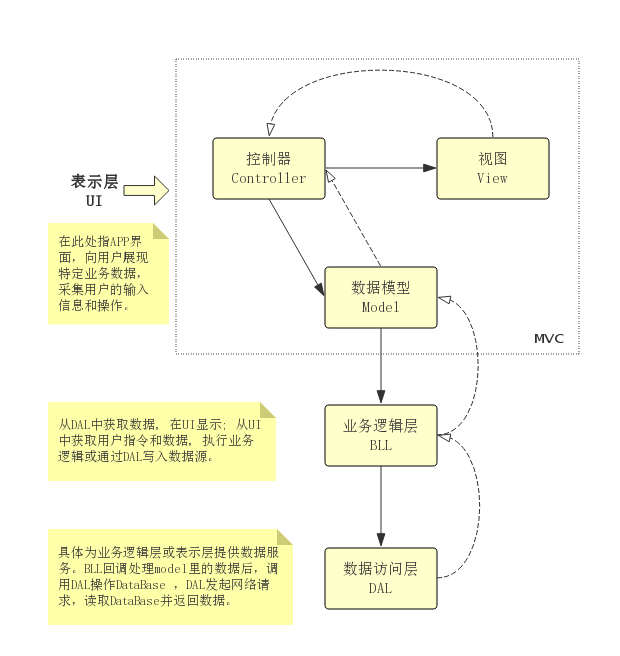 控制器
Controller
视图
View
表示层
UI
在此处指APP界
面，向用户展现
特定业务数据，
采集用户的输入
信息和操作。
数据模型
Model
MVC
从DAL中获取数据，在UI显示；从UI
中获取用户指令和数据，执行业务
逻辑或通过DAL写入数据源。
业务逻辑层
BLL
具体为业务逻辑层或表示层提供数据服
务。BLL回调处理model里的数据后，调
用DAL操作DataBase ，DAL发起网络请
求，读取DataBase并返回数据。
数据访问层
DAL